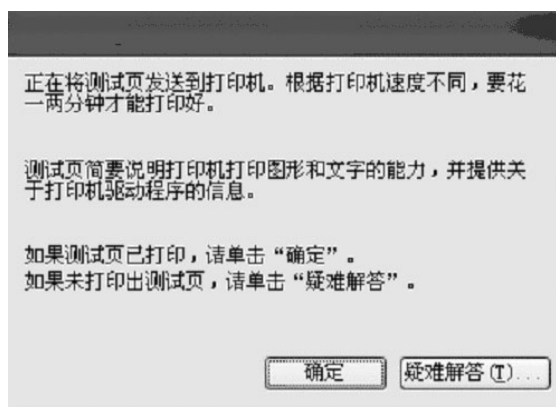 正在将测试页发送到打印机。根据打印机速度不同，要花
一两分钟才能打印好。
测试页简要说明打印机打印图形和文字的能力，并提供关
于打印机驱动程序的信息。
如果测试页已打印，请单击“确定”。
如果未打印出测试页，请单击“疑难解答”。
确定
疑难解答(T)...